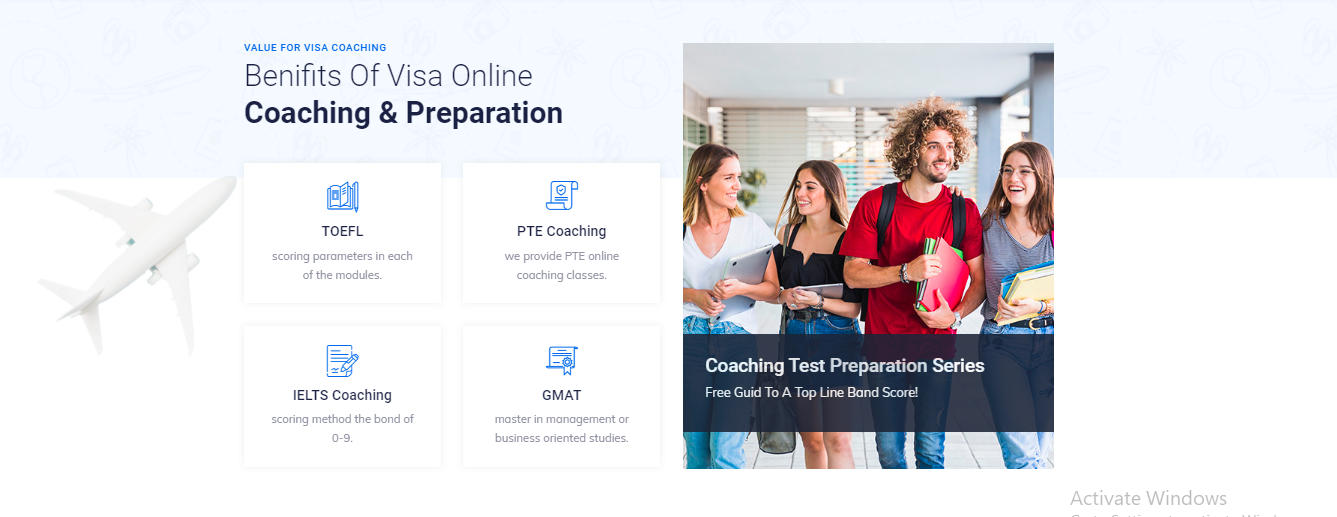 VALUE FOR VISA COACHING
Benifits Of Visa Online
Coaching & Preparation
TOEFL
scoring parameters in each
of the modules.
PTE Coaching
we provide PTE online
coaching classes.
IELTS Coaching
scoring method the bond of
0-9.
GMAT
master in management or
business oriented studies.
Coaching Test Preparation Series
Free Guid To A Top Line Band Score!
Activate Windows